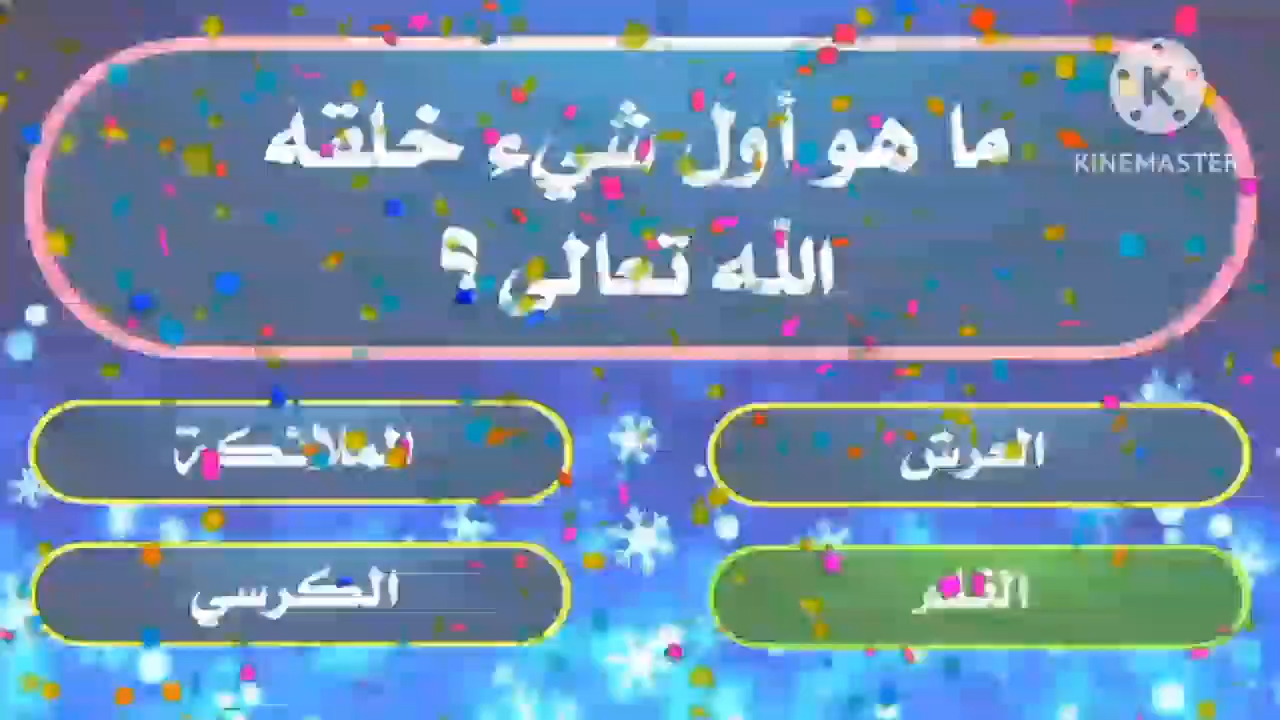 ما هو أول شيء خلقه
الله تعالى ؟
KINEMASTER
العرش
الملائكة
القلم
الكرسي